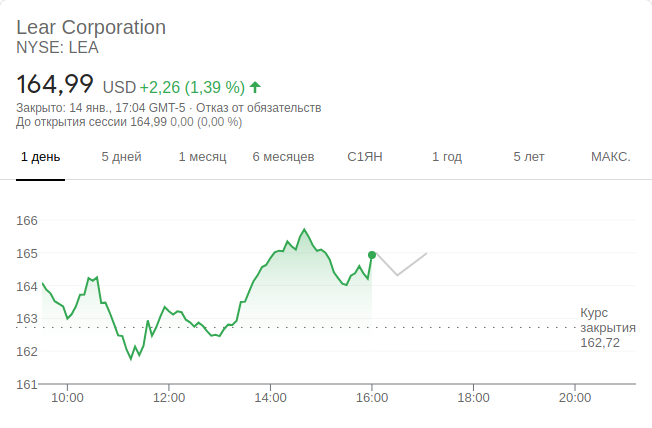 Lear Corporation
NYSE: LEA
164,99 USD +2,26 (1,39 %)
Закрыто: 14 янв., 17:04 GMT-5 · Отказ от обязательств
До открытия сессии 164,99 0,00 (0,00 %)
1 день 5 дней 1 месяц 6 месяцев С1ЯН 1 год 5 лет МАКС.
166
165
164
163
162
161
Курс
закрытия
162,72
10:00 12:00 14:00 16:00 18:00 20:00